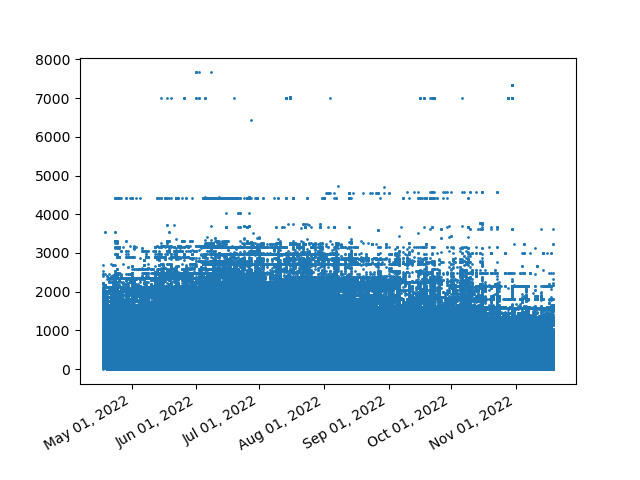 8000
7000
6000
5000
4000
3000
2000
1000
0
May 01, 2022
Jun 01, 2022
Jul 01, 2022
Aug 01, 2022
Sep 01, 2022
Oct 01, 2022
Nov 01, 2022